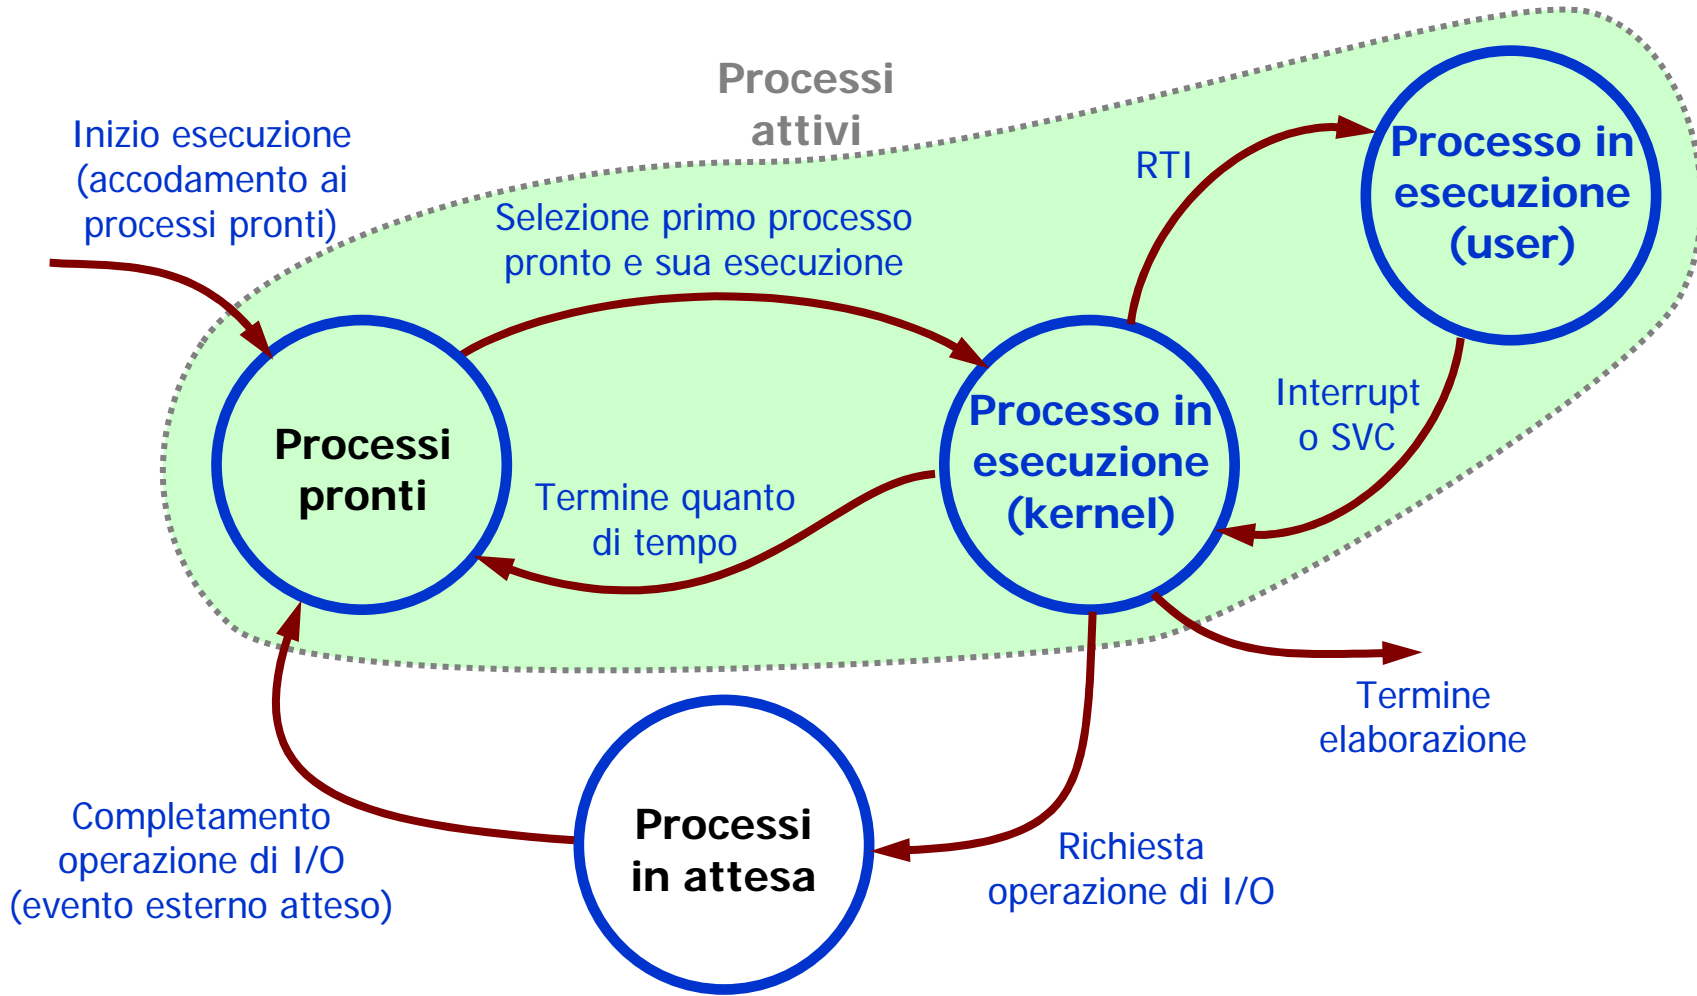 Processi
attivi
Inizio esecuzione
(accodamento ai
processi pronti)
Selezione primo processo
pronto e sua esecuzione
RTI
Processo in
esecuzione
(user)
Interrupt
o SVC
Processo in
esecuzione
(kernel)
Processi
pronti
Termine quanto
di tempo
Termine
elaborazione
Completamento
operazione di I/O
(evento esterno atteso)
Processi
in attesa
Richiesta
operazione di I/O